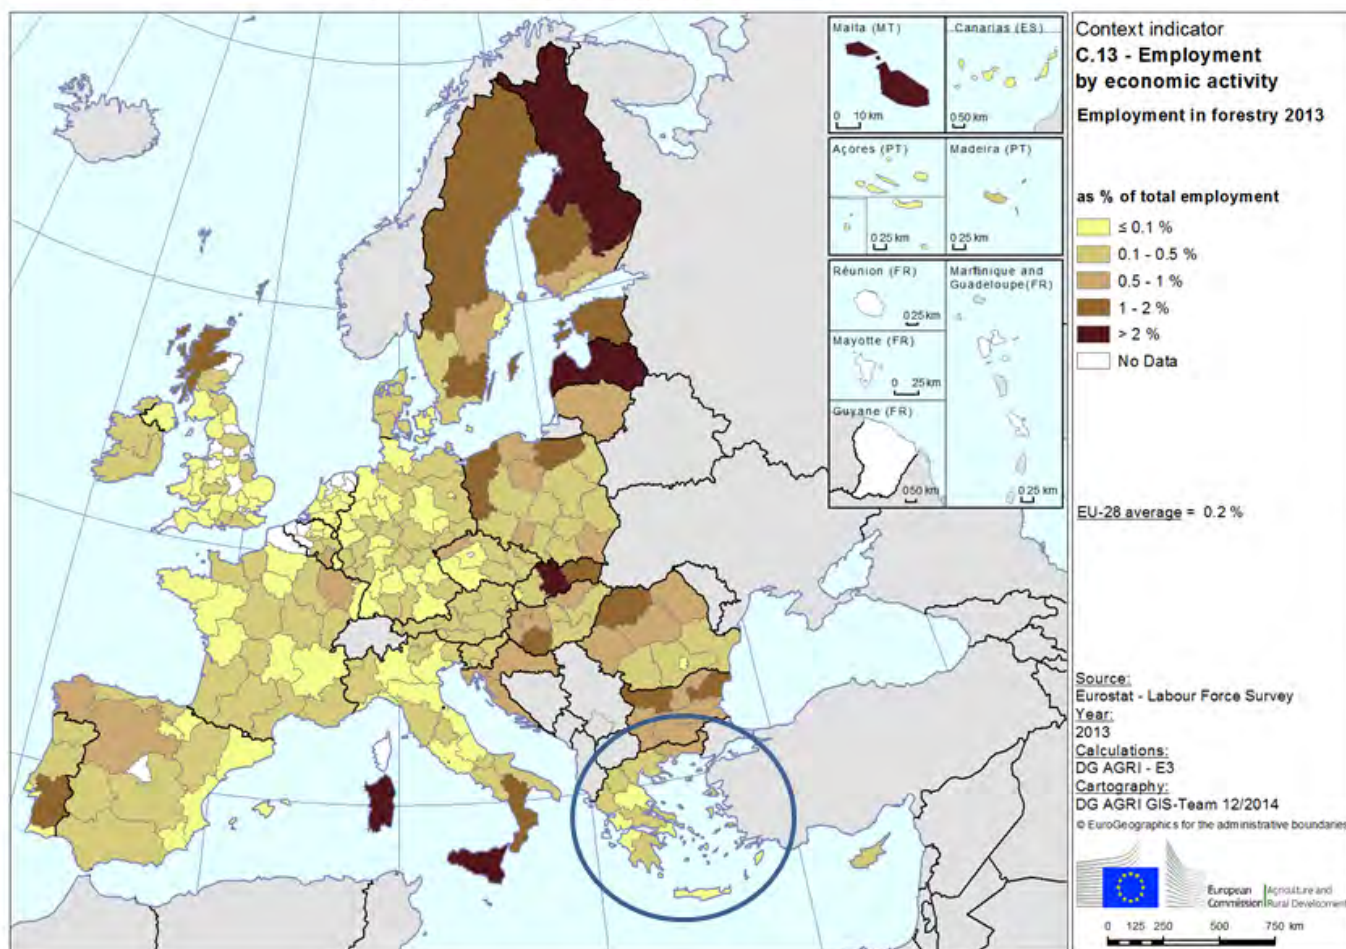 Malta (MT)
0 10 km
Canarias (ES)
0 50 km
Açores (PT)
0 25 km
Madeira (PT)
0 25 km
Réunion (FR)
0 25 km
Martinique and
Guadeloupe(FR)
Mayotte (FR)
0 25 km
Guyane (FR)
0 50 km
0 25 km
Context indicator
C.13 - Employment
by economic activity
Employment in forestry 2013
as % of total employment
≤ 0.1 %
0.1 - 0.5 %
0.5 - 1 %
1 - 2 %
> 2 %
No Data
EU-28 average = 0.2 %
Source:
Eurostat - Labour Force Survey
Year:
2013
Calculations:
DG AGRI - E3
Cartography:
DG AGRI GIS-Team 12/2014
© EuroGeographics for the administrative boundaries
European
Commission
Agriculture and
Rural Development
0 125 250 500 750 km